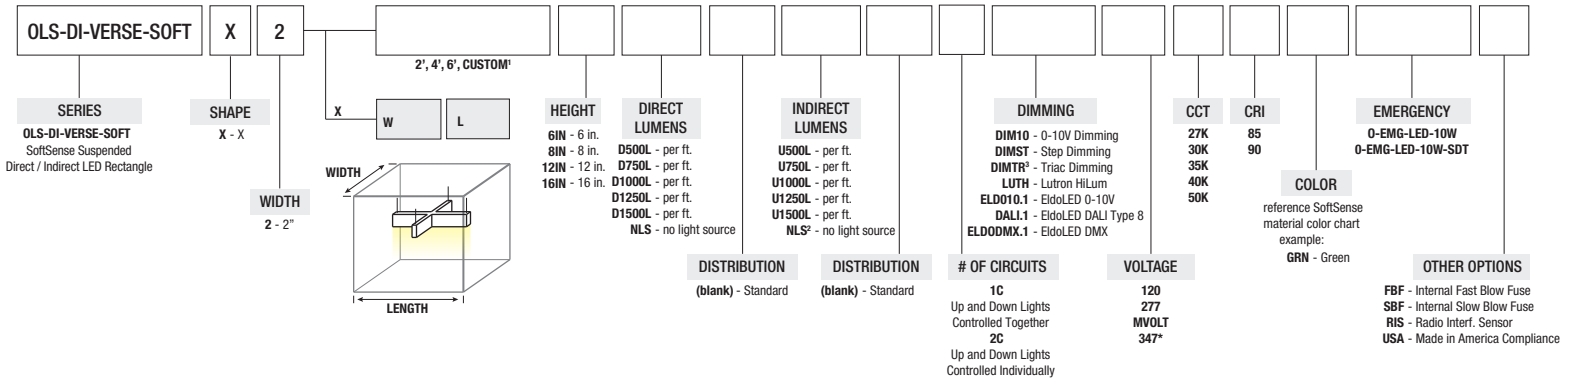 OLS-DI-VERSE-SOFT X 2
2', 4', 6', CUSTOM¹
SERIES
OLS-DI-VERSE-SOFT
SoftSense Suspended
Direct / Indirect LED Rectangle
SHAPE
X - X
WIDTH
2 - 2”
X
W
L
WIDTH
LENGTH
HEIGHT
6IN - 6 in.
8IN - 8 in.
12IN - 12 in.
16IN - 16 in.
DIRECT
LUMENS
D500L - per ft.
D750L - per ft.
D1000L - per ft.
D1250L - per ft.
D1500L - per ft.
NLS - no light source
DISTRIBUTION
(blank) - Standard
INDIRECT
LUMENS
U500L - per ft.
U750L - per ft.
U1000L - per ft.
U1250L - per ft.
U1500L - per ft.
NLS² - no light source
DISTRIBUTION
(blank) - Standard
# OF CIRCUITS
1C
Up and Down Lights
Controlled Together
2C
Up and Down Lights
Controlled Individually
DIMMING
DIM10 - 0-10V Dimming
DIMST - Step Dimming
DIMTR³ - Triac Dimming
LUTH - Lutron HiLum
ELDO10.1 - EldoLED 0-10V
DALI.1 - EldoLED DALI Type 8
ELDODMX.1 - EldoLED DMX
VOLTAGE
120
277
MVOLT
347*
CCT
27K
30K
35K
40K
50K
CRI
85
90
COLOR
reference SoftSense
material color chart
example:
GRN - Green
EMERGENCY
O-EMG-LED-10W
O-EMG-LED-10W-SDT
OTHER OPTIONS
FBF - Internal Fast Blow Fuse
SBF - Internal Slow Blow Fuse
RIS - Radio Interf. Sensor
USA - Made in America Compliance